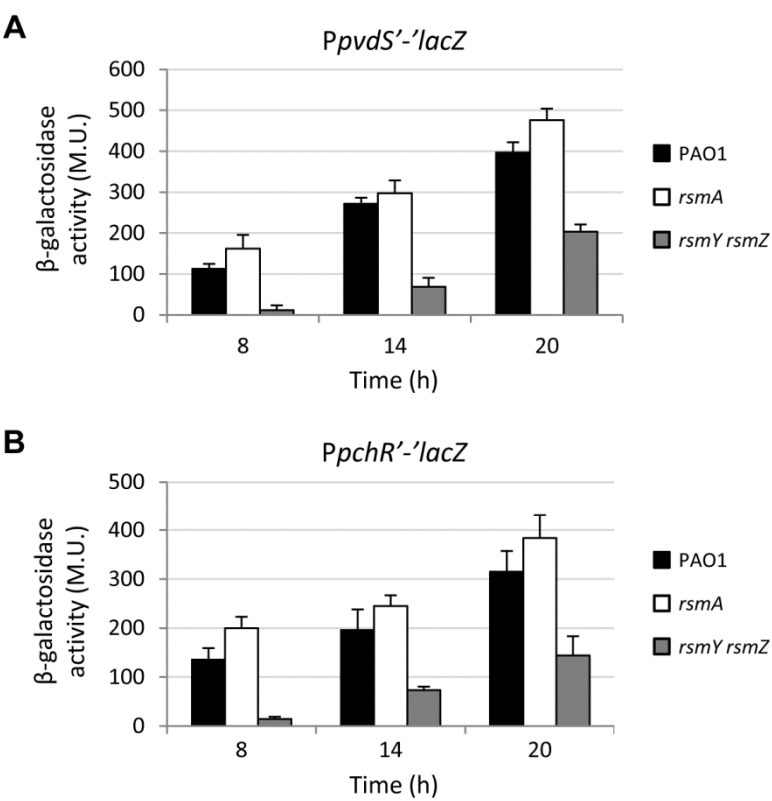 A
PpvdS’-’lacZ
β-galactosidase
activity (M.U.)
600
500
400
300
200
100
0
8 14 20
Time (h)
PAO1
rsmA
rsmY rsmZ
B
PpchR’-’lacZ
β-galactosidase
activity (M.U.)
500
400
300
200
100
0
8 14 20
Time (h)
PAO1
rsmA
rsmY rsmZ